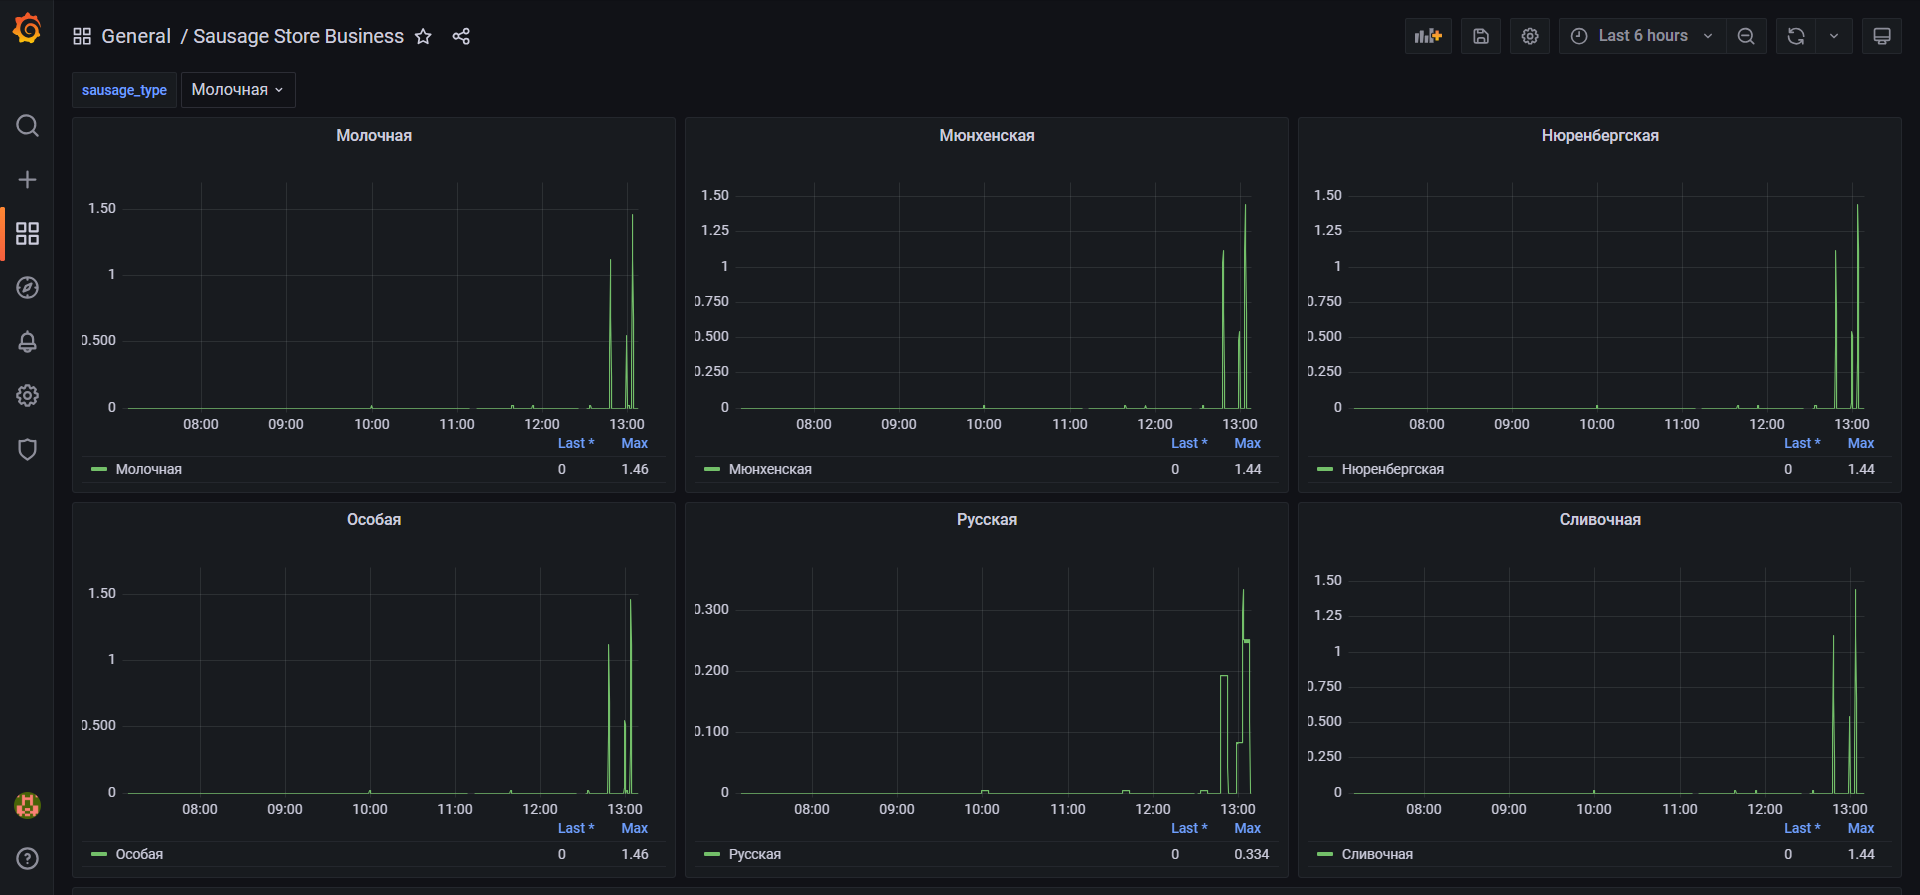 General / Sausage Store Business
Last 6 hours
sausage_type Молочная
Молочная
1.50
1
0.500
0
08:00 09:00 10:00 11:00 12:00 13:00
Last * Max
Молочная 0 1.46
Мюнхенская
1.50
1.25
1
0.750
0.500
0.250
0
08:00 09:00 10:00 11:00 12:00 13:00
Last * Max
Мюнхенская 0 1.44
Нюренбергская
1.50
1.25
1
0.750
0.500
0.250
0
08:00 09:00 10:00 11:00 12:00 13:00
Last * Max
Нюренбергская 0 1.44
Особая
1.50
1
0.500
0
08:00 09:00 10:00 11:00 12:00 13:00
Last * Max
Особая 0 1.46
Русская
0.300
0.200
0.100
0
08:00 09:00 10:00 11:00 12:00 13:00
Last * Max
Русская 0 0.334
Сливочная
1.50
1.25
1
0.750
0.500
0.250
0
08:00 09:00 10:00 11:00 12:00 13:00
Last * Max
Сливочная 0 1.44